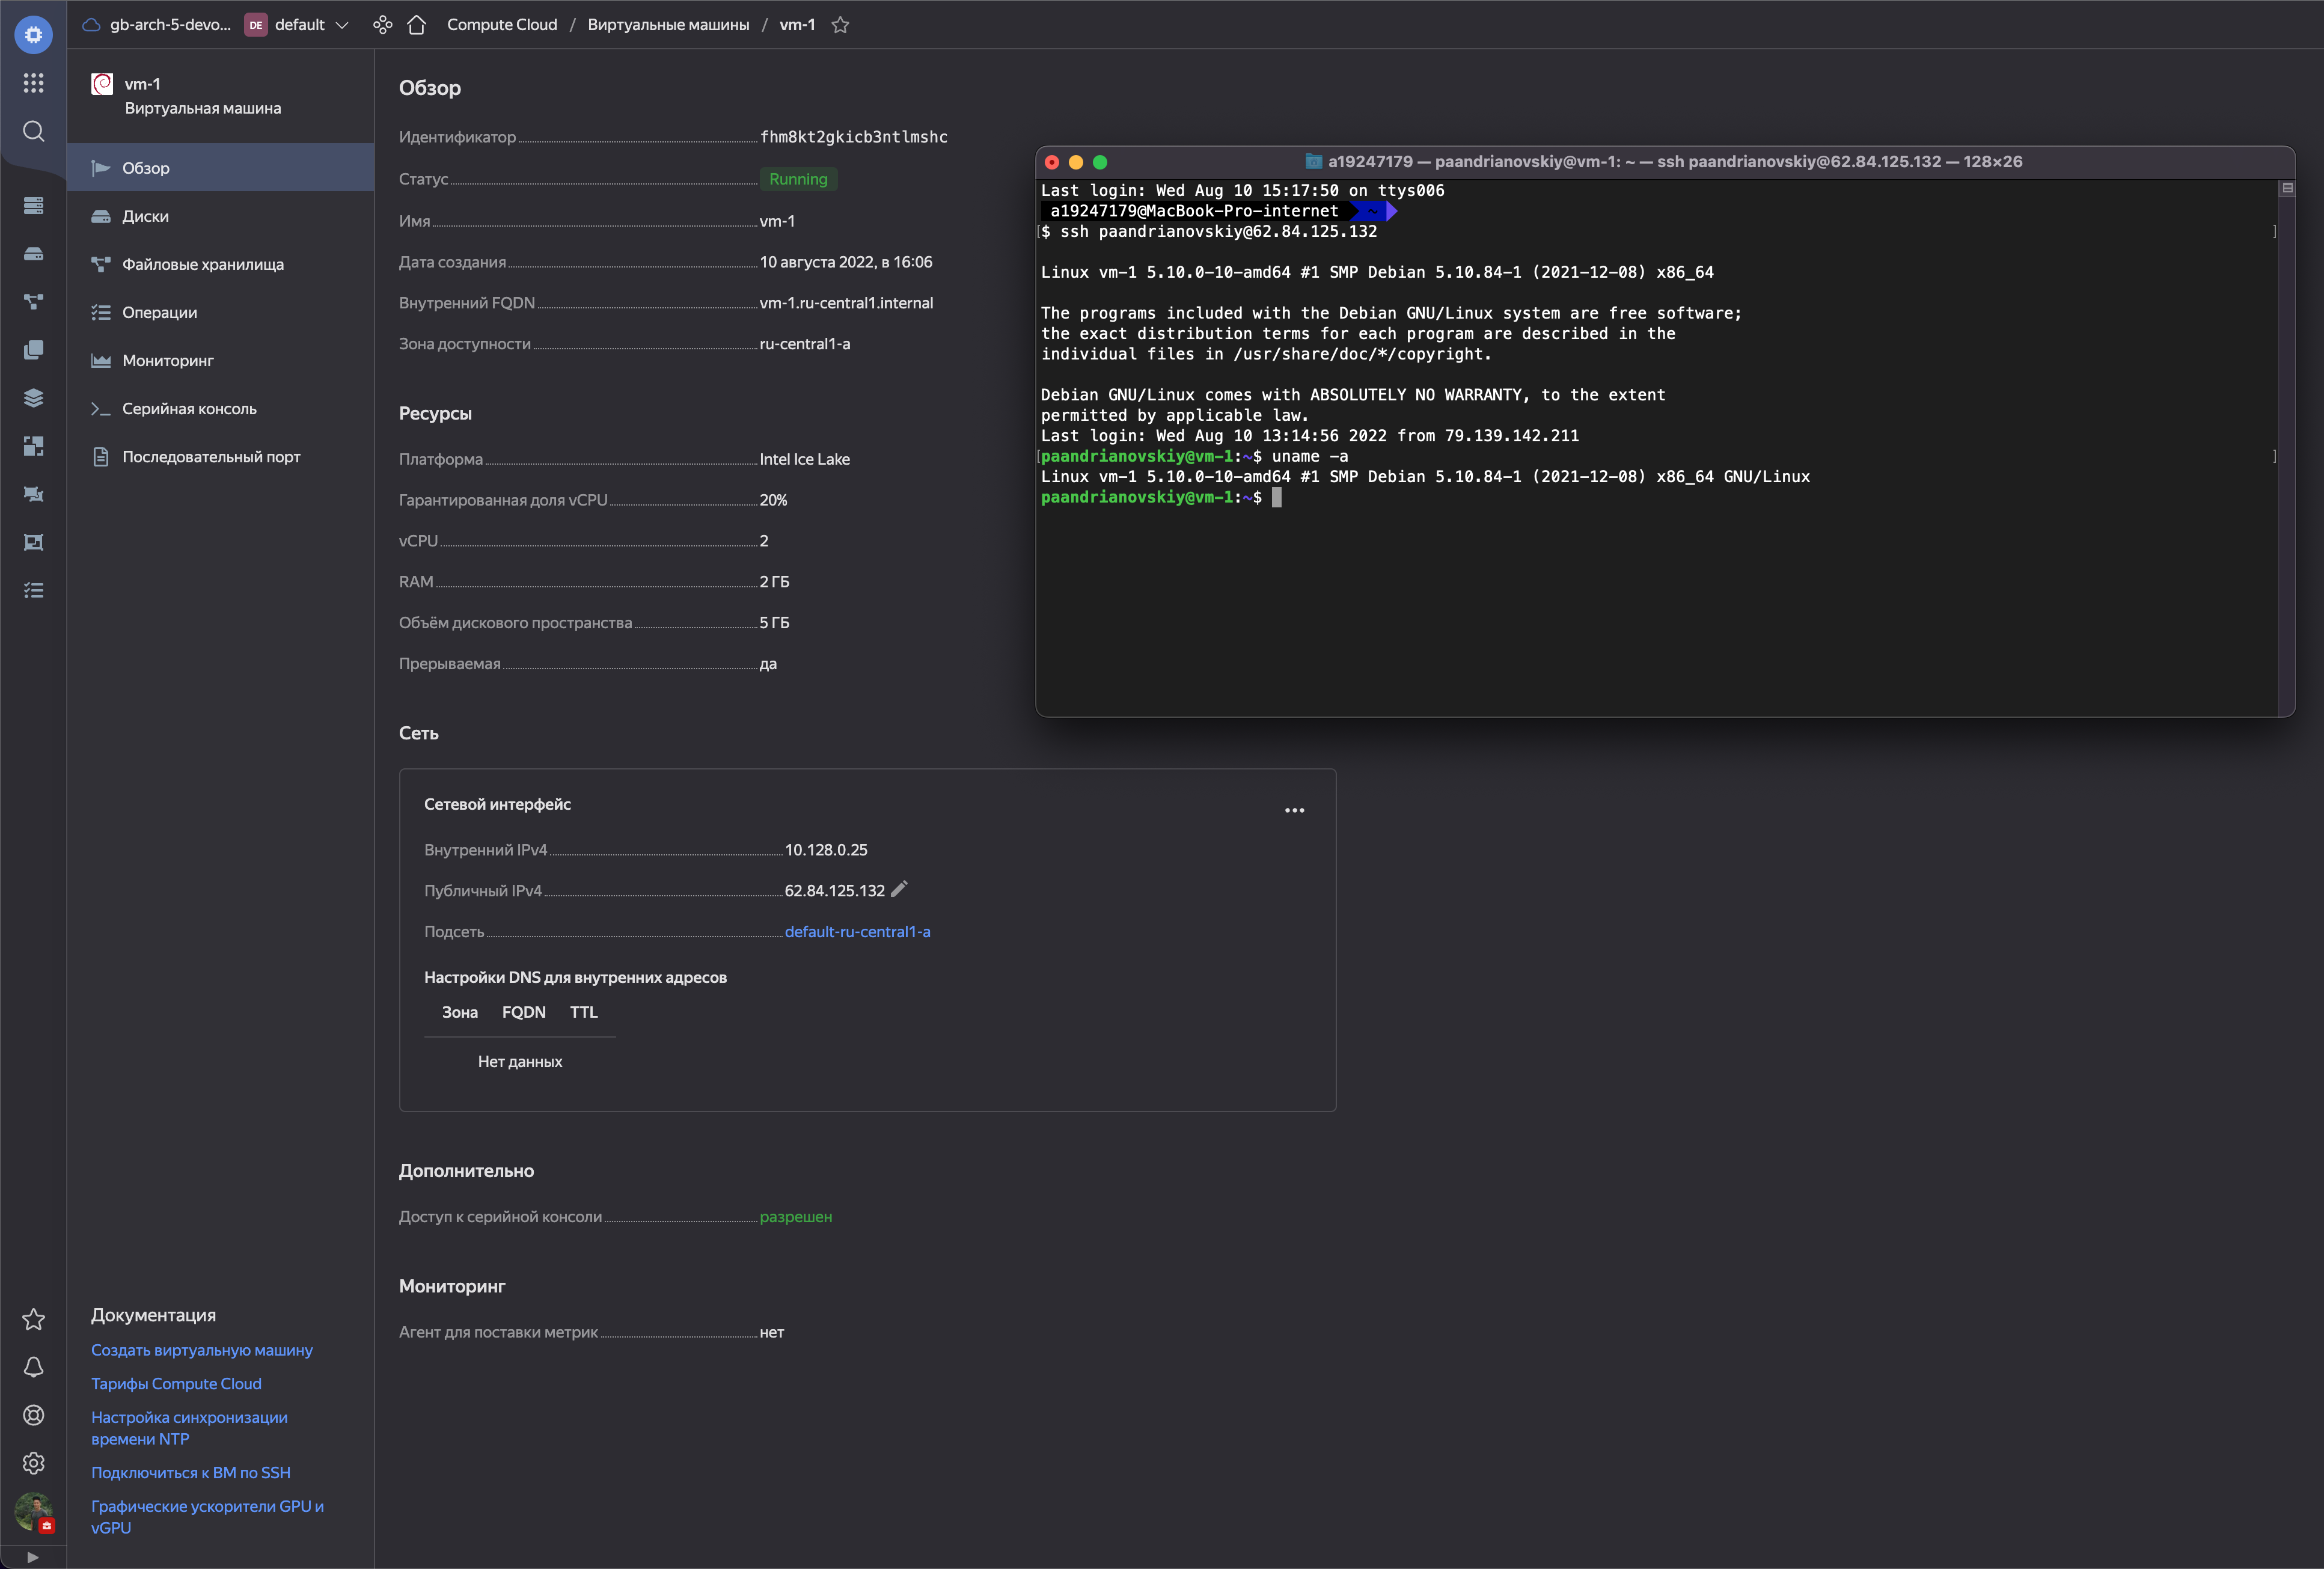 gb-arch-5-devo... DE default Compute Cloud / Виртуальные машины / vm-1
vm-1
Виртуальная машина
Обзор
Диски
Файловые хранилища
Операции
Мониторинг
Серийная консоль
Последовательный порт
Документация
Создать виртуальную машину
Тарифы Compute Cloud
Настройка синхронизации
времени NTP
Подключиться к ВМ по SSH
Графические ускорители GPU и
vGPU
Обзор
Идентификатор fhm8kt2gkicb3ntlmshc
Статус Running
Имя vm-1
Дата создания 10 августа 2022, в 16:06
Внутренний FQDN vm-1.ru-central1.internal
Зона доступности ru-central1-a
Ресурсы
Платформа Intel Ice Lake
Гарантированная доля vCPU 20%
vCPU 2
RAM 2 ГБ
Объём дискового пространства 5 ГБ
Прерываемая да
Сеть
Сетевой интерфейс
Внутренний IPv4 10.128.0.25
Публичный IPv4 62.84.125.132
Подсеть default-ru-central1-a
Настройки DNS для внутренних адресов
Зона FQDN TTL
Нет данных
Дополнительно
Доступ к серийной консоли разрешен
Мониторинг
Агент для поставки метрик нет
a19247179 — paandrianovskiy@vm-1: ~ — ssh paandrianovskiy@62.84.125.132 — 128×26
Last login: Wed Aug 10 15:17:50 on ttys006
a19247179@MacBook-Pro-internet ~
[$ ssh paandrianovskiy@62.84.125.132 ]
Linux vm-1 5.10.0-10-amd64 #1 SMP Debian 5.10.84-1 (2021-12-08) x86_64
The programs included with the Debian GNU/Linux system are free software;
the exact distribution terms for each program are described in the
individual files in /usr/share/doc/*/copyright.
Debian GNU/Linux comes with ABSOLUTELY NO WARRANTY, to the extent
permitted by applicable law.
Last login: Wed Aug 10 13:14:56 2022 from 79.139.142.211
[paandrianovskiy@vm-1:~$ uname -a ]
Linux vm-1 5.10.0-10-amd64 #1 SMP Debian 5.10.84-1 (2021-12-08) x86_64 GNU/Linux
paandrianovskiy@vm-1:~$